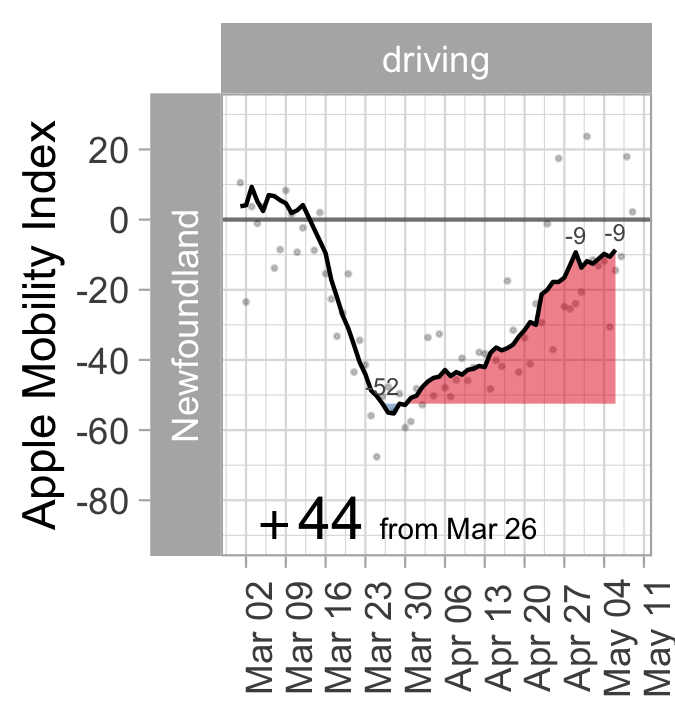 driving
Apple Mobility Index
Newfoundland
20
0
-20
-40
-60
-80
-9
-9
-52
+44 from Mar 26
Mar 02
Mar 09
Mar 16
Mar 23
Mar 30
Apr 06
Apr 13
Apr 20
Apr 27
May 04
May 11